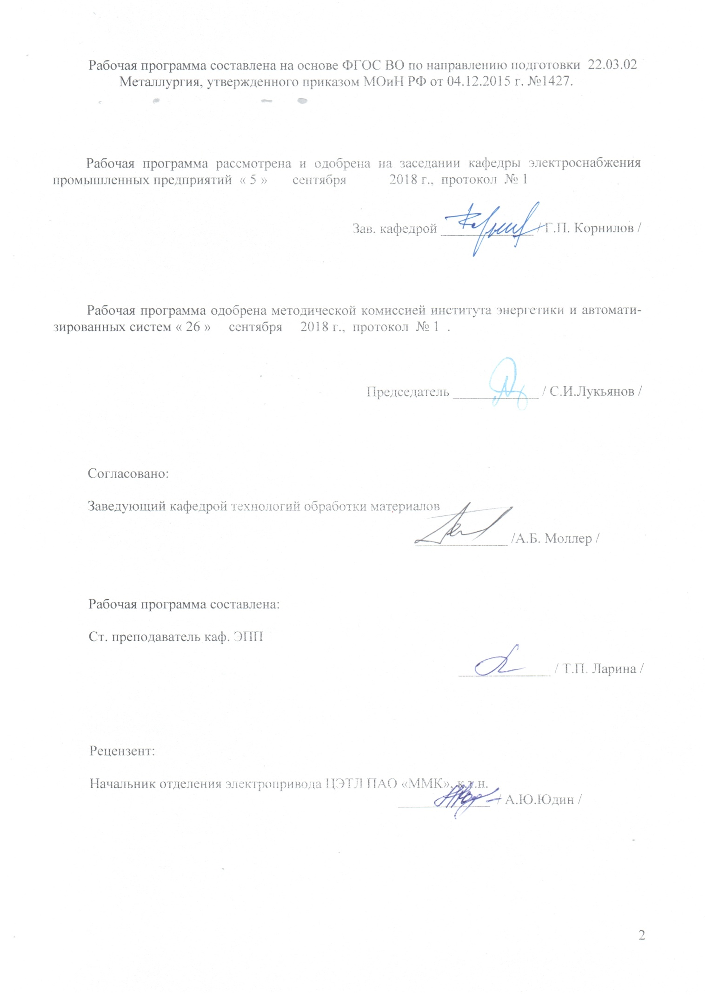 Рабочая программа составлена на основе ФГОС ВО по направлению подготовки 22.03.02
Металлургия, утвержденного приказом МОиН РФ от 04.12.2015 г. №1427.
Рабочая программа рассмотрена и одобрена на заседании кафедры электроснабжения
промышленных предприятий « 5 » сентября 2018 г., протокол № 1
Зав. кафедрой ______________ / Г.П. Корнилов /
Рабочая программа одобрена методической комиссией института энергетики и автомати-
зированных систем « 26 » сентября 2018 г., протокол № 1 .
Председатель _____________ / С.И.Лукьянов /
Согласовано:
Заведующий кафедрой технологий обработки материалов
______________ /А.Б. Моллер /
Рабочая программа составлена:
Ст. преподаватель каф. ЭПП
______________ / Т.П. Ларина /
Рецензент:
Начальник отделения электропривода ЦЭТЛ ПАО «ММК», к.т.н.
______________ / А.Ю.Юдин /
2